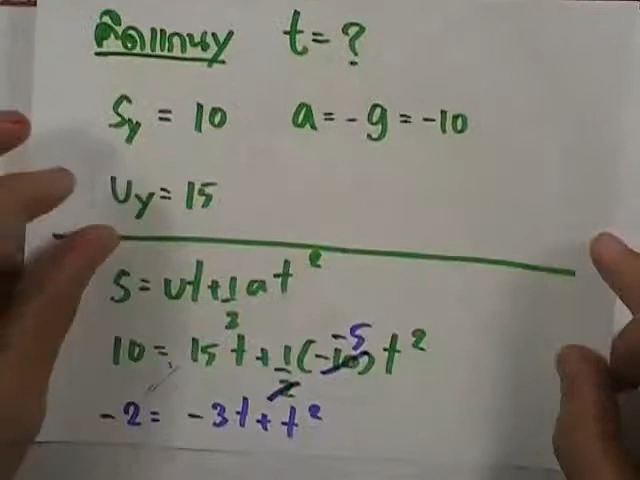 คิดแกนy t = ?
Sy = 10 a = -g = -10
Uy = 15
S = ut + 1/2 at²
10 = 15t + 1/2 (-10) -5 t²
-2 = -3t + t²